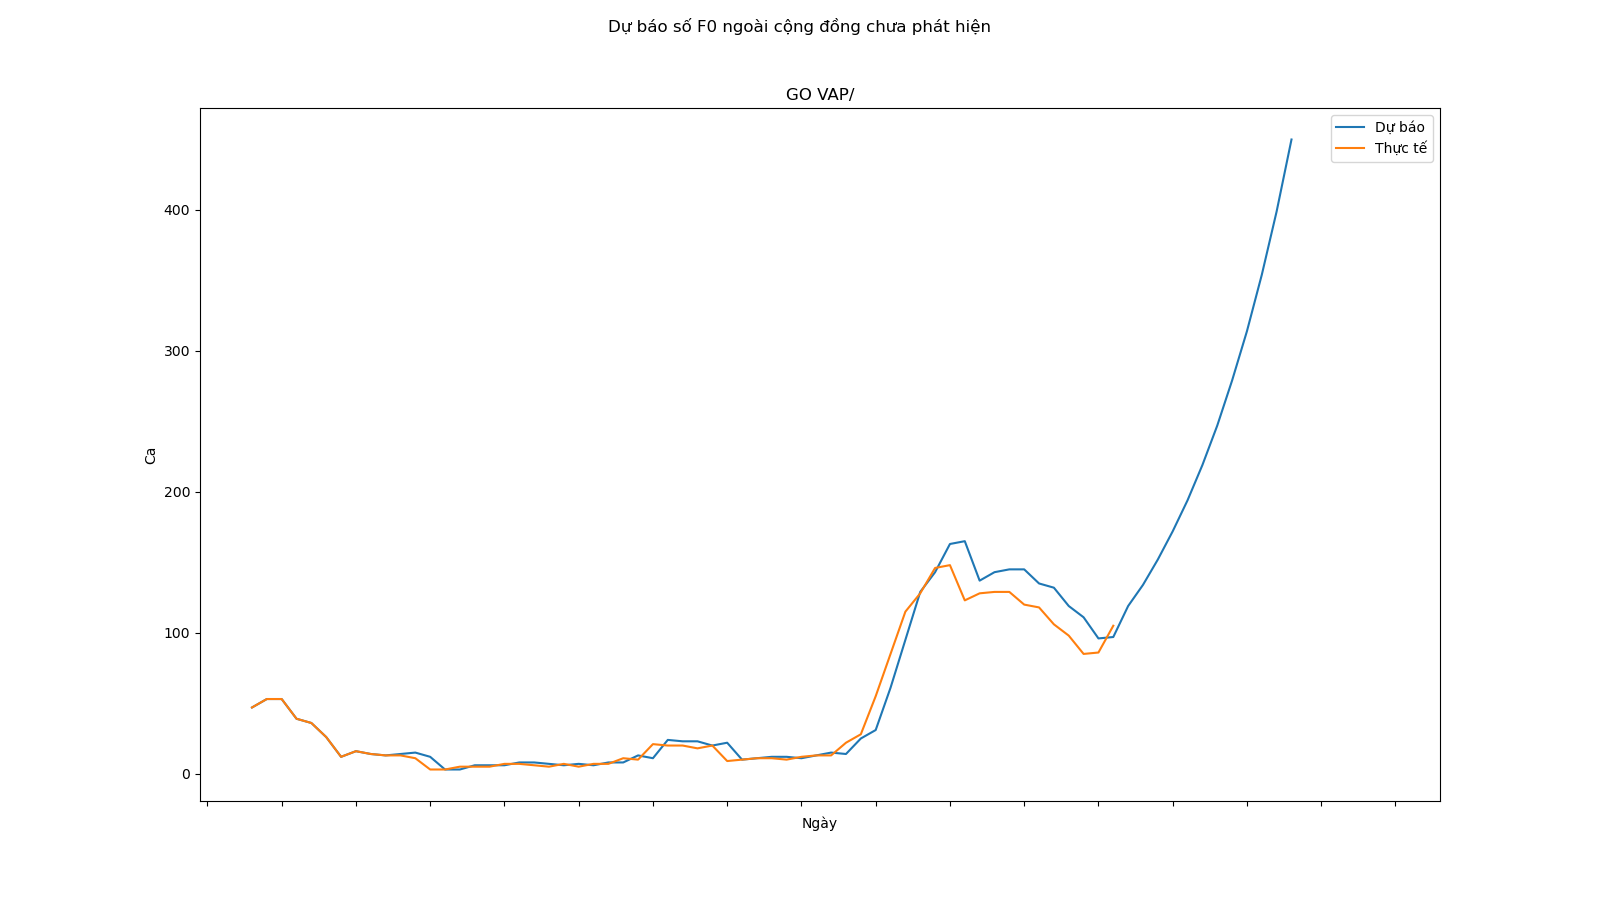 Dự báo số F0 ngoài cộng đồng chưa phát hiện
GO VAP/
Dự báo
Thực tế
400
300
200
100
0
Ca
Ngày